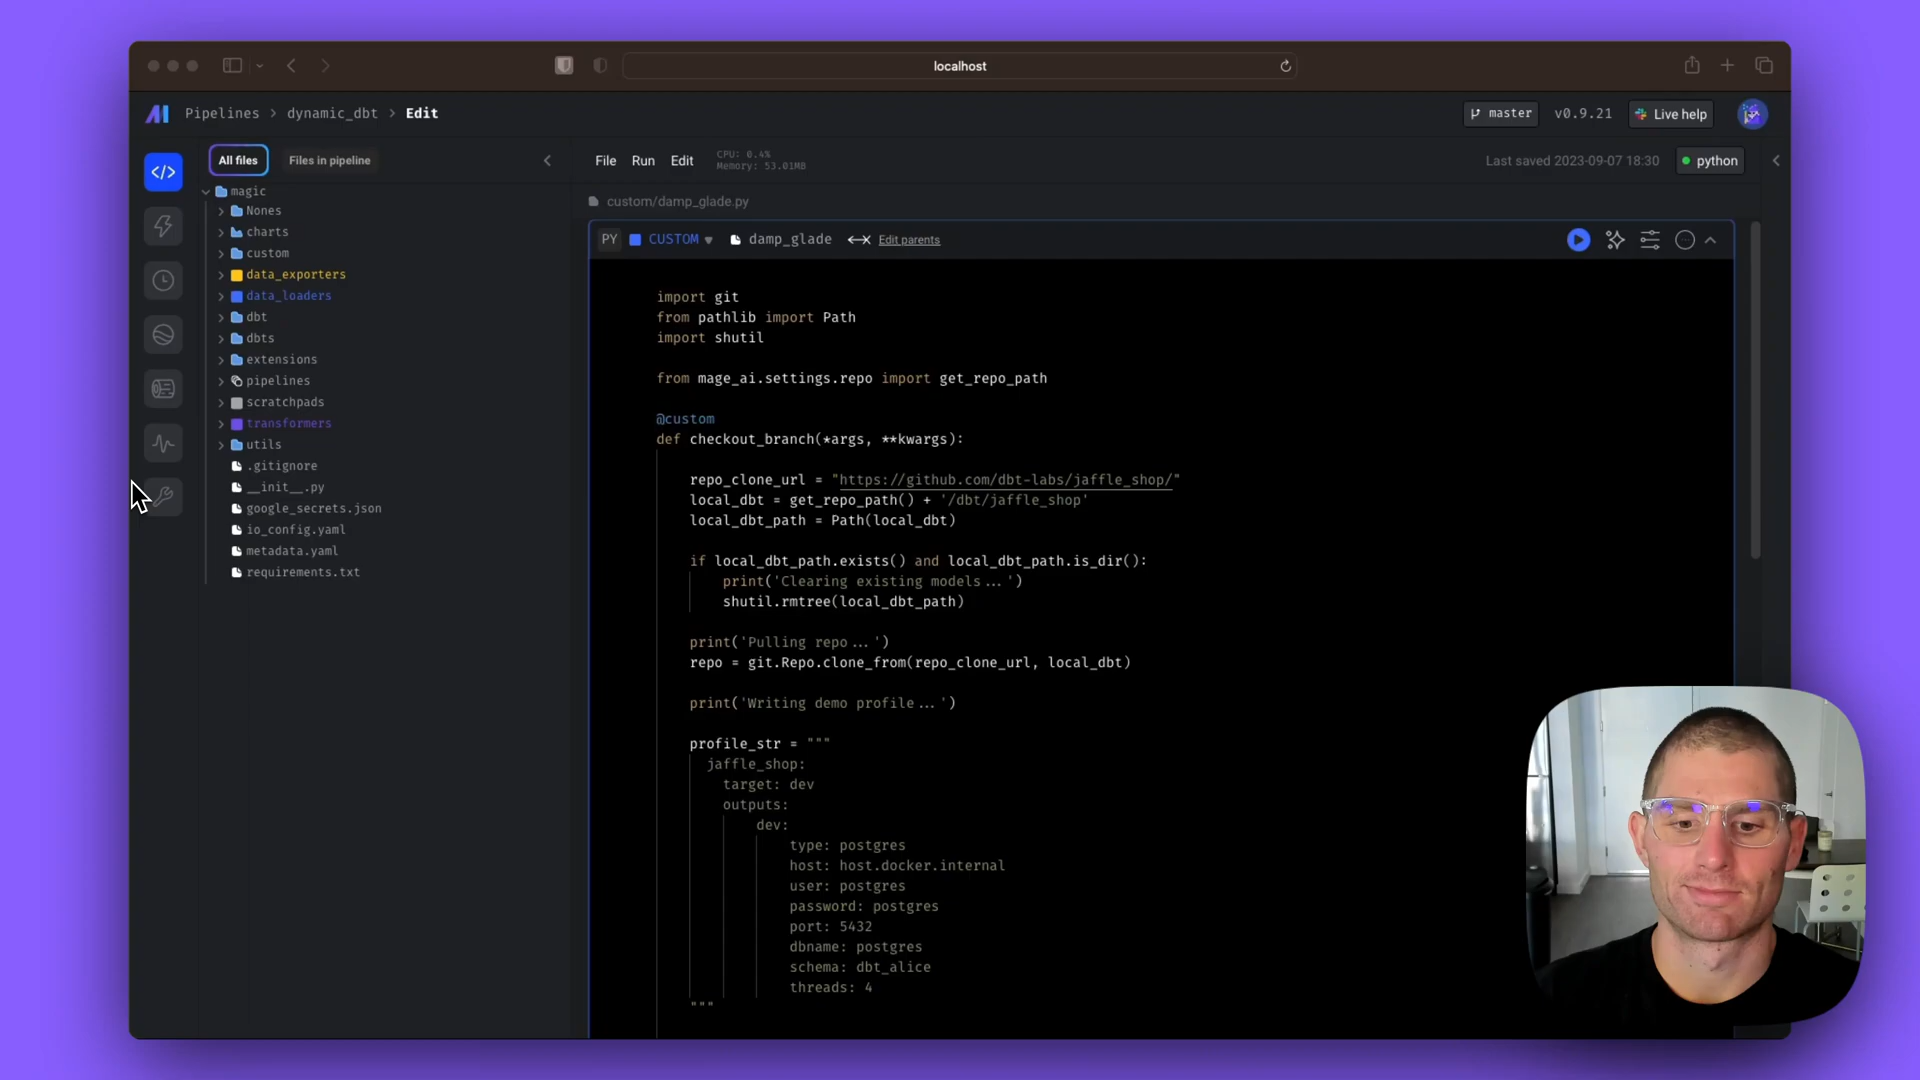 localhost
Pipelines > dynamic_dbt > Edit
master
v0.9.21
Live help
All files
Files in pipeline
File Run Edit
CPU: 0.4%
Memory: 53.01MB
Last saved 2023-09-07 18:30
python
magic
Nones
charts
custom
data_exporters
data_loaders
dbt
dbts
extensions
pipelines
scratchpads
transformers
utils
.gitignore
__init__.py
google_secrets.json
io_config.yaml
metadata.yaml
requirements.txt
custom/damp_glade.py
PY CUSTOM damp_glade Edit parents
import git
from pathlib import Path
import shutil
from mage_ai.settings.repo import get_repo_path
@custom
def checkout_branch(*args, **kwargs):
repo_clone_url = "https://github.com/dbt-labs/jaffle_shop/"
local_dbt = get_repo_path() + '/dbt/jaffle_shop'
local_dbt_path = Path(local_dbt)
if local_dbt_path.exists() and local_dbt_path.is_dir():
print('Clearing existing models...')
shutil.rmtree(local_dbt_path)
print('Pulling repo...')
repo = git.Repo.clone_from(repo_clone_url, local_dbt)
print('Writing demo profile...')
profile_str = """
jaffle_shop:
target: dev
outputs:
dev:
type: postgres
host: host.docker.internal
user: postgres
password: postgres
port: 5432
dbname: postgres
schema: dbt_alice
threads: 4
"""